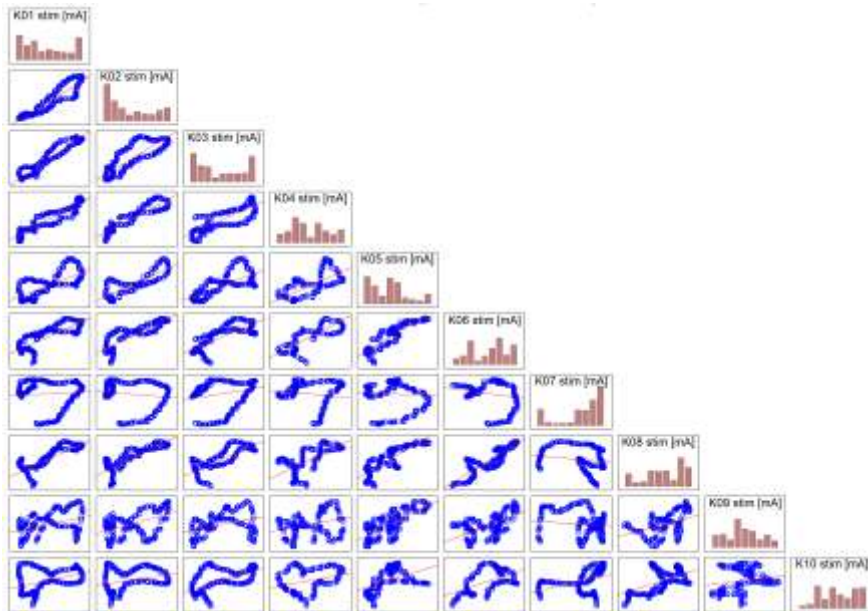 K01 stim [mA]
K02 stim [mA]
K03 stim [mA]
K04 stim [mA]
K05 stim [mA]
K06 stim [mA]
K07 stim [mA]
K08 stim [mA]
K09 stim [mA]
K10 stim [mA]